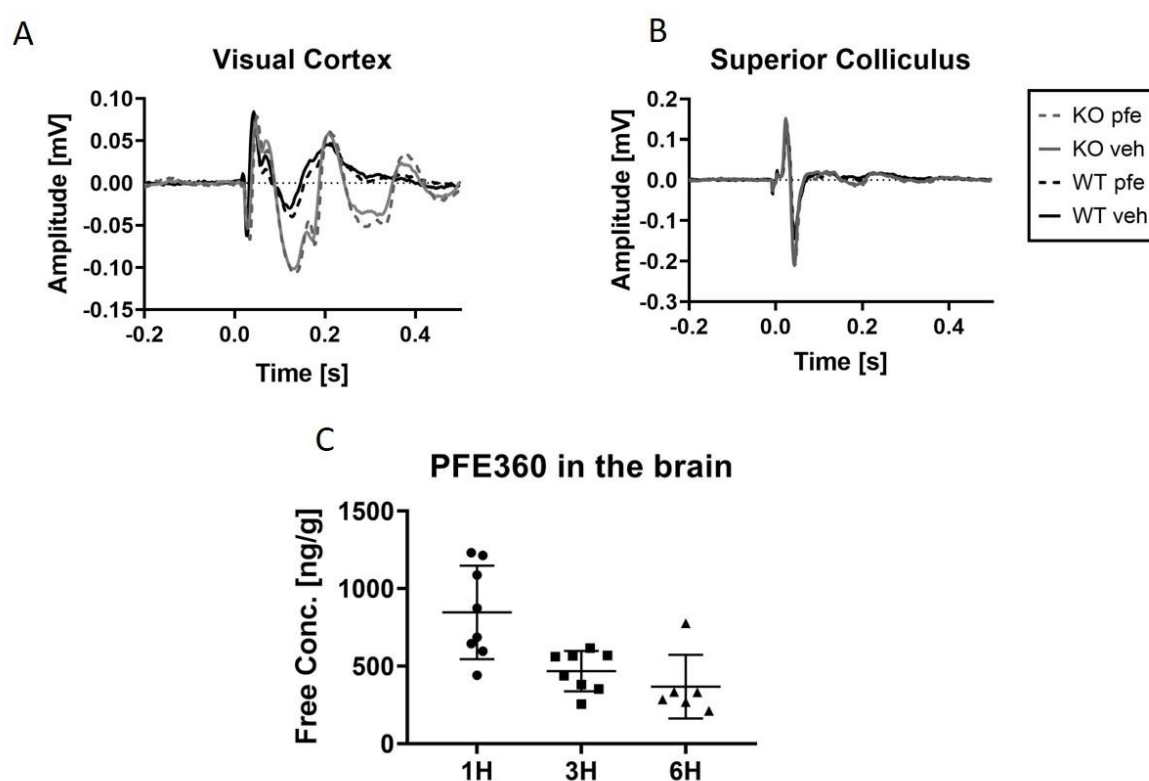 A
Visual Cortex
Amplitude [mV]
0.10
0.05
0.00
-0.05
-0.10
-0.15
-0.2 0.0 0.2 0.4
Time [s]
B
Superior Colliculus
Amplitude [mV]
0.2
0.1
0.0
-0.1
-0.2
-0.3
-0.2 0.0 0.2 0.4
Time [s]
KO pfe
KO veh
WT pfe
WT veh
C
PFE360 in the brain
Free Conc. [ng/g]
1500
1000
500
0
1H 3H 6H